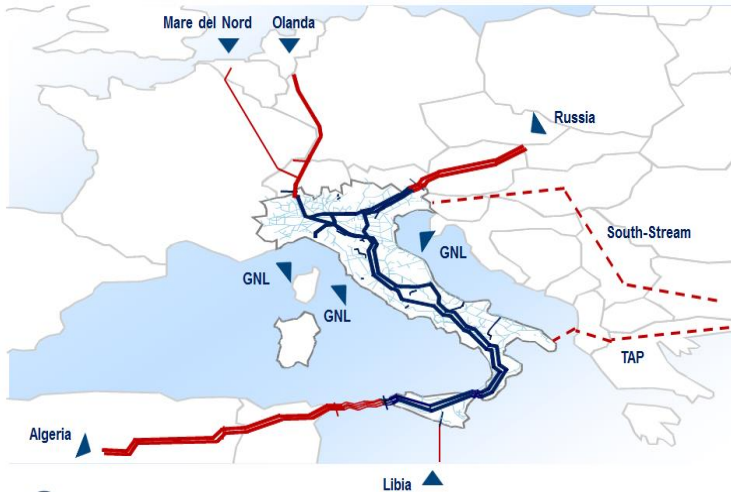 Mare del Nord
Olanda
Russia
South-Stream
GNL
GNL
GNL
TAP
Algeria
Libia